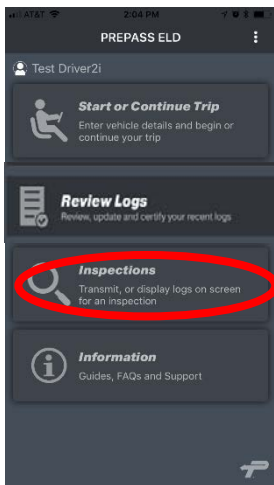 AT&T 2:04 PM
PREPASS ELD
Test Driver2i
Start or Continue Trip
Enter vehicle details and begin or
continue your trip
Review Logs
Review, update and certify your recent logs
Inspections
Transmit, or display logs on screen
for an inspection
Information
Guides, FAQs and Support